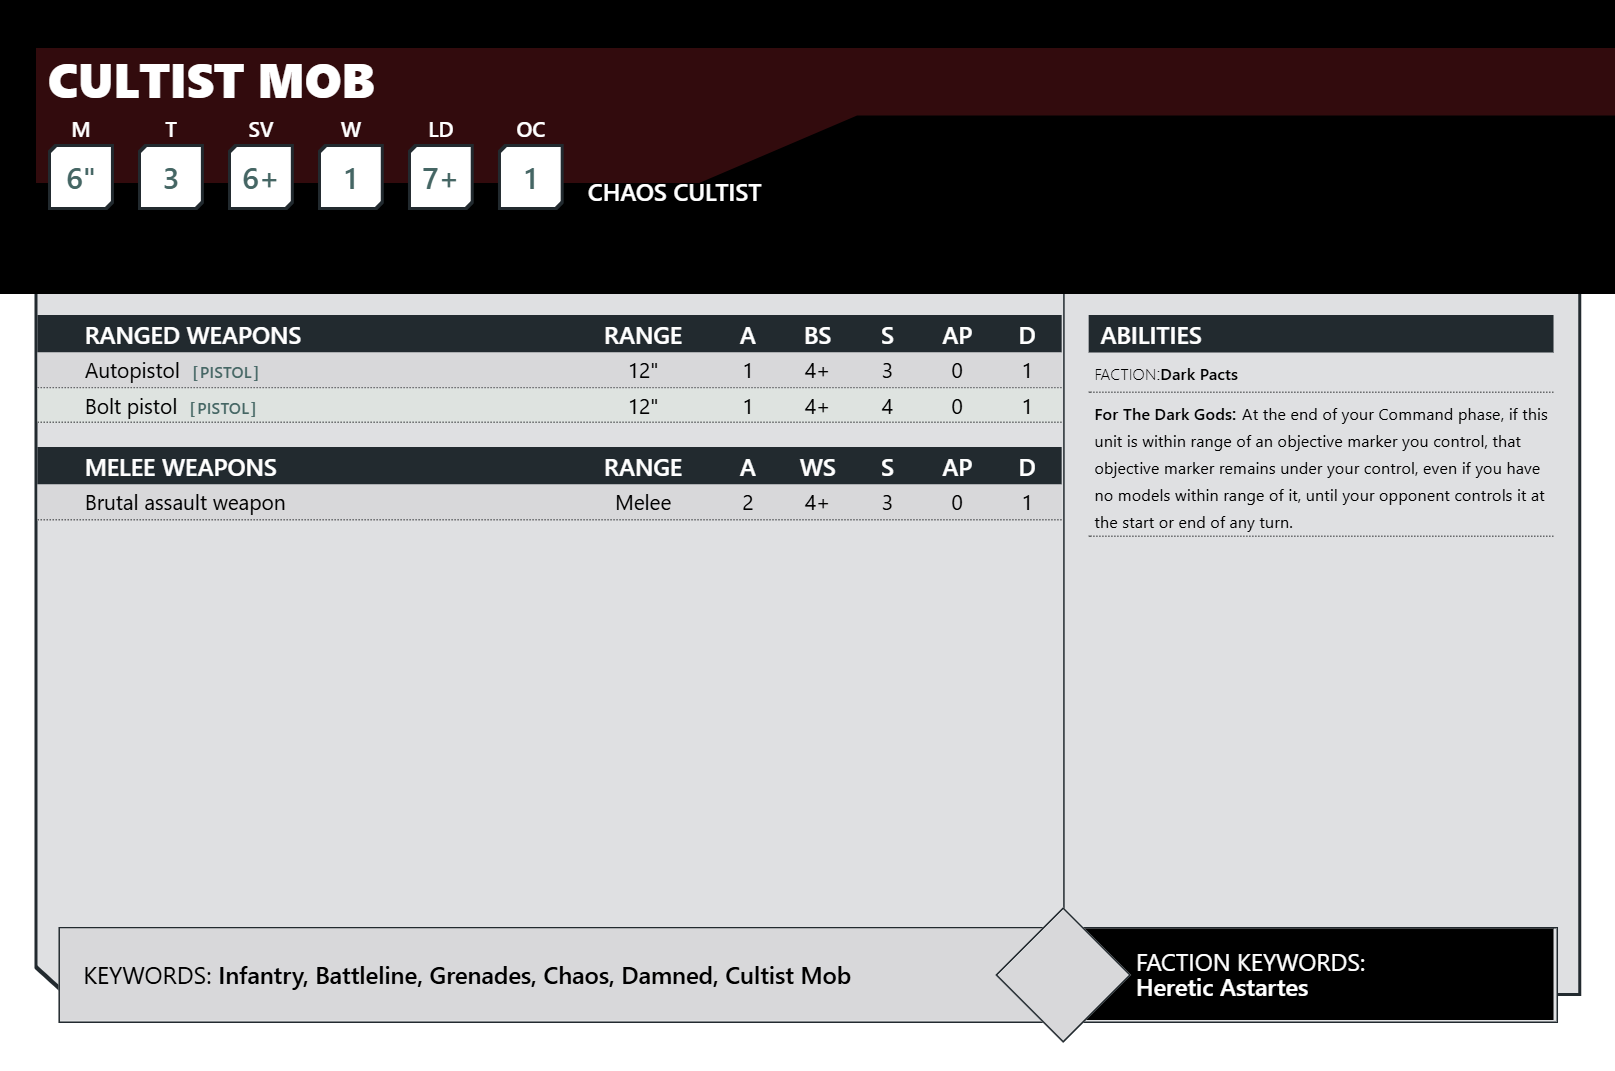 CULTIST MOB
M T SV W LD OC
6" 3 6+ 1 7+ 1 CHAOS CULTIST
RANGED WEAPONS RANGE A BS S AP D
Autopistol [PISTOL] 12" 1 4+ 3 0 1
Bolt pistol [PISTOL] 12" 1 4+ 4 0 1
MELEE WEAPONS RANGE A WS S AP D
Brutal assault weapon Melee 2 4+ 3 0 1
ABILITIES
FACTION:Dark Pacts
For The Dark Gods: At the end of your Command phase, if this
unit is within range of an objective marker you control, that
objective marker remains under your control, even if you have
no models within range of it, until your opponent controls it at
the start or end of any turn.
KEYWORDS: Infantry, Battleline, Grenades, Chaos, Damned, Cultist Mob
FACTION KEYWORDS:
Heretic Astartes